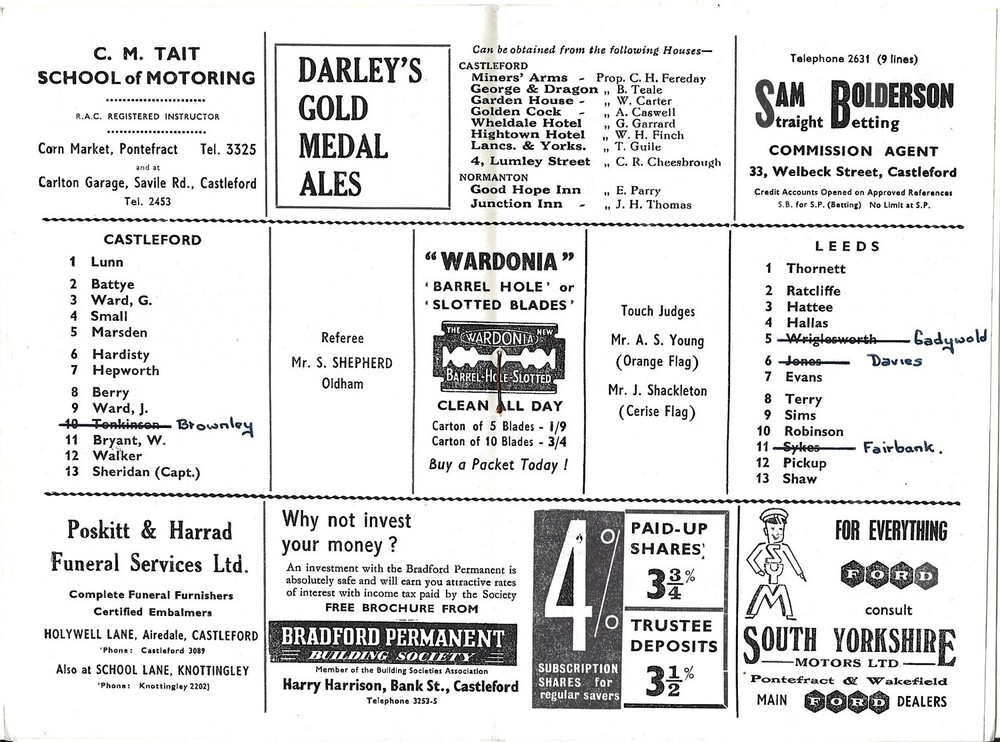 C. M. TAIT
SCHOOL of MOTORING
R.A.C. REGISTERED INSTRUCTOR
Corn Market, Pontefract Tel. 3325
and at
Carlton Garage, Savile Rd., Castleford
Tel. 2453
DARLEY'S
GOLD
MEDAL
ALES
Can be obtained from the following Houses—
CASTLEFORD
Miners' Arms - Prop. C. H. Fereday
George & Dragon „ B. Teale
Garden House - „ W. Carter
Golden Cock - „ A. Caswell
Wheldale Hotel „ G. Garrard
Hightown Hotel „ W. H. Finch
Lancs. & Yorks. „ T. Guile
4, Lumley Street „ C. R. Cheesbrough
NORMANTON
Good Hope Inn „ E. Parry
Junction Inn - „ J. H. Thomas
Telephone 2631 (9 lines)
SAM BOLDERSON
Straight Betting
COMMISSION AGENT
33, Welbeck Street, Castleford
Credit Accounts Opened on Approved References
S.B. for S.P. (Betting) No Limit at S.P.
CASTLEFORD
1 Lunn
2 Battye
3 Ward, G.
4 Small
5 Marsden
6 Hardisty
7 Hepworth
8 Berry
9 Ward, J.
10 Tonkinson Brownley
11 Bryant, W.
12 Walker
13 Sheridan (Capt.)
Referee
Mr. S. SHEPHERD
Oldham
"WARDONIA"
'BARREL HOLE' or
'SLOTTED BLADES'
THE WARDONIA NEW
BARREL-HOLE-SLOTTED
CLEAN ALL DAY
Carton of 5 Blades - 1/9
Carton of 10 Blades - 3/4
Buy a Packet Today !
Touch Judges
Mr. A. S. Young
(Orange Flag)
Mr. J. Shackleton
(Cerise Flag)
LEEDS
1 Thornett
2 Ratcliffe
3 Hattee
4 Hallas
5 Wriglesworth Gadywold
6 Jones Davies
7 Evans
8 Terry
9 Sims
10 Robinson
11 Sykes Fairbank.
12 Pickup
13 Shaw
Poskitt & Harrad
Funeral Services Ltd.
Complete Funeral Furnishers
Certified Embalmers
HOLYWELL LANE, Airedale, CASTLEFORD
'Phone: Castleford 3089
Also at SCHOOL LANE, KNOTTINGLEY
'Phone: Knottingley 2202)
Why not invest
your money ?
An investment with the Bradford Permanent is
absolutely safe and will earn you attractive rates
of interest with income tax paid by the Society
FREE BROCHURE FROM
BRADFORD PERMANENT
BUILDING SOCIETY
Member of the Building Societies Association
Harry Harrison, Bank St., Castleford
Telephone 3253-5
4%
SUBSCRIPTION
SHARES for
regular savers
PAID-UP
SHARES
3 3/4 %
TRUSTEE
DEPOSITS
3 1/2 %
FOR EVERYTHING
FORD
consult
SOUTH YORKSHIRE
MOTORS LTD
Pontefract & Wakefield
MAIN FORD DEALERS